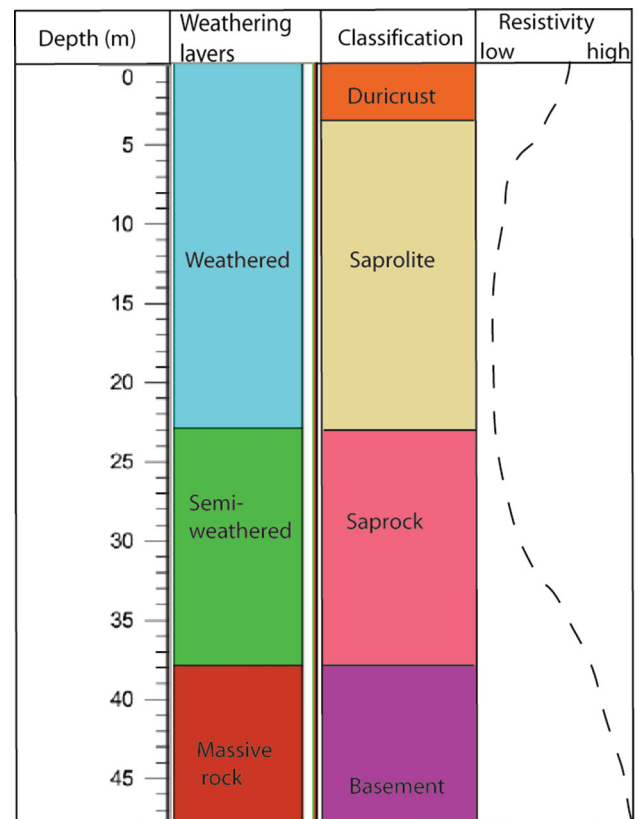 Depth (m)
Weathering
layers
Classification
Resistivity
low high
0
5
10
15
20
25
30
35
40
45
Weathered
Semi-
weathered
Massive
rock
Duricrust
Saprolite
Saprock
Basement